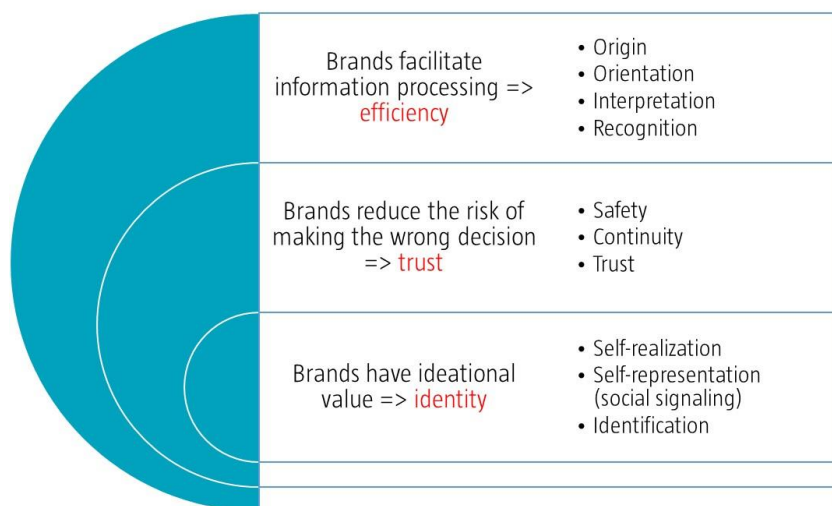 Brands facilitate
information processing =>
efficiency
• Origin
• Orientation
• Interpretation
• Recognition
Brands reduce the risk of
making the wrong decision
=> trust
• Safety
• Continuity
• Trust
Brands have ideational
value => identity
• Self-realization
• Self-representation
(social signaling)
• Identification